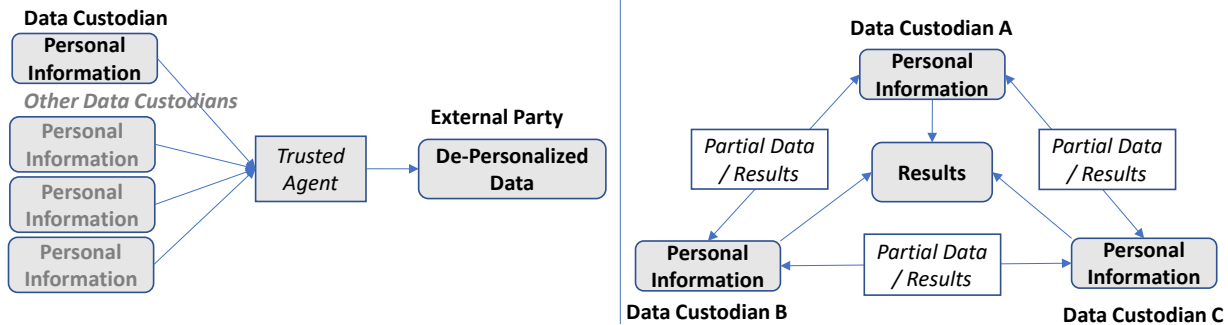 Data Custodian
Personal
Information
Other Data Custodians
Personal
Information
Personal
Information
Personal
Information
Trusted
Agent
External Party
De-Personalized
Data
Data Custodian A
Personal
Information
Partial Data
/ Results
Results
Partial Data
/ Results
Personal
Information
Data Custodian B
Partial Data
/ Results
Personal
Information
Data Custodian C